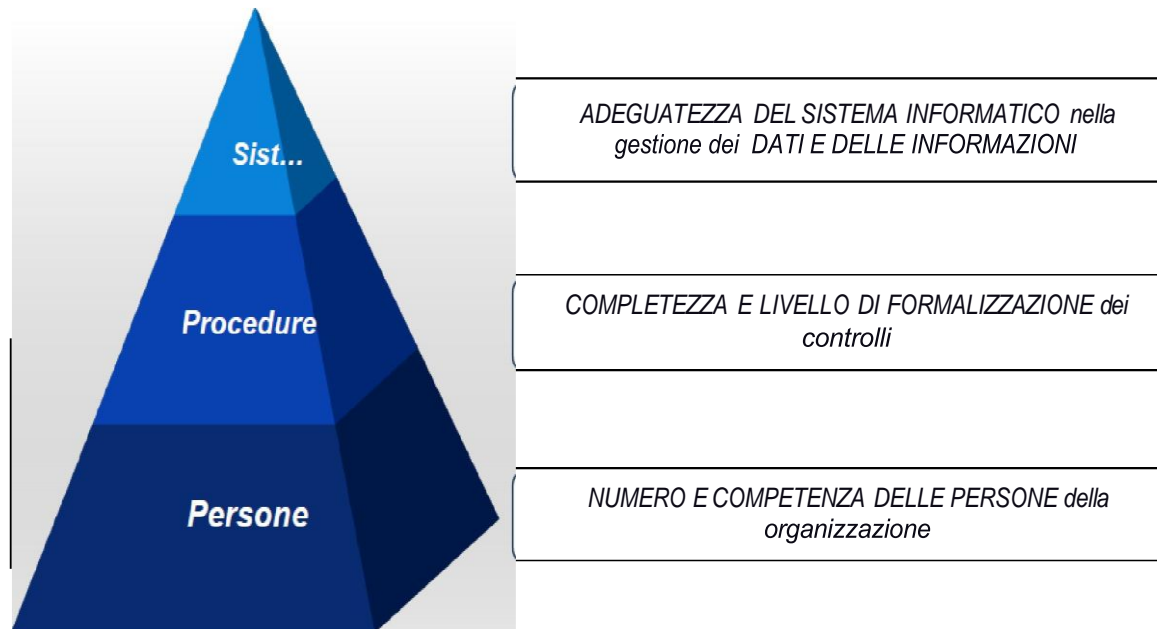 Sist...
ADEGUATEZZA DEL SISTEMA INFORMATICO nella
gestione dei DATI E DELLE INFORMAZIONI
Procedure
COMPLETEZZA E LIVELLO DI FORMALIZZAZIONE dei
controlli
Persone
NUMERO E COMPETENZA DELLE PERSONE della
organizzazione